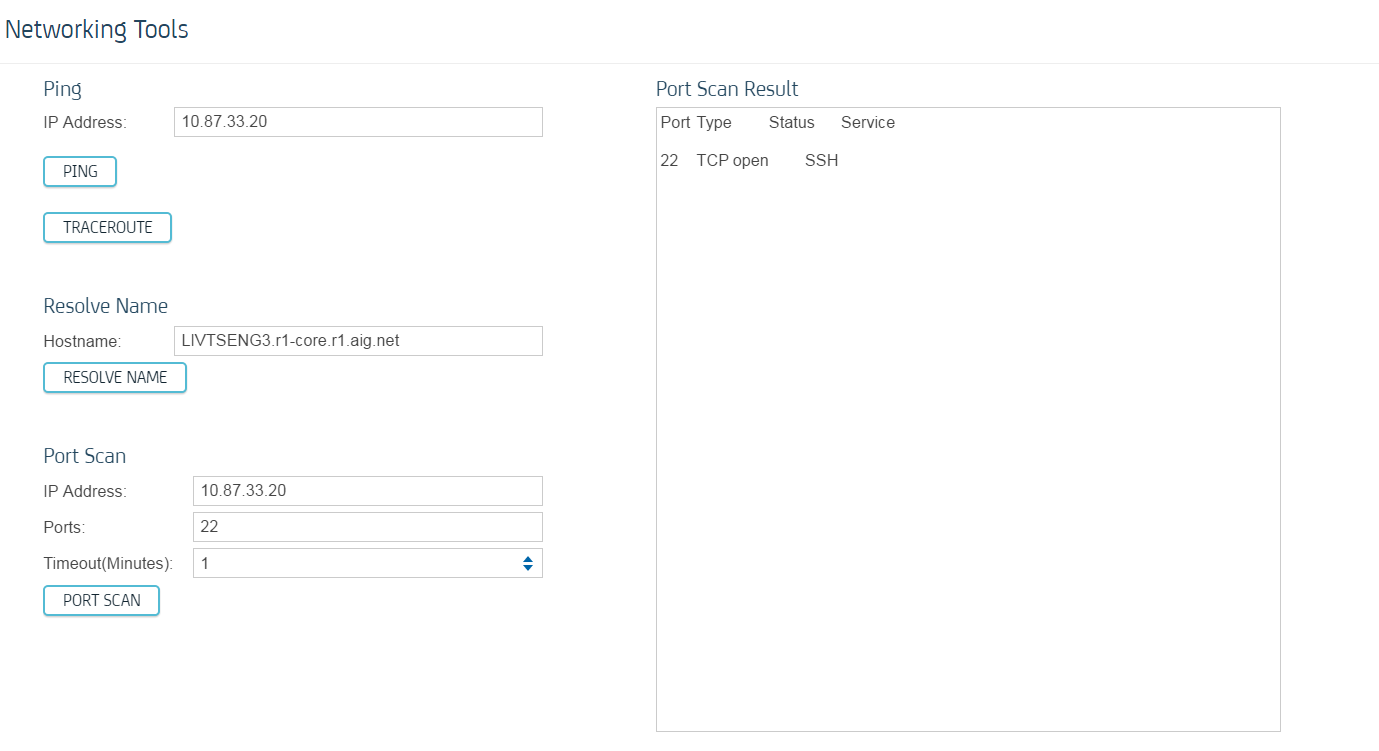 Networking Tools
Ping
IP Address: 10.87.33.20
PING
TRACEROUTE
Resolve Name
Hostname: LIVTSENG3.r1-core.r1.aig.net
RESOLVE NAME
Port Scan
IP Address: 10.87.33.20
Ports: 22
Timeout(Minutes): 1
PORT SCAN
Port Scan Result
Port Type Status Service
22 TCP open SSH